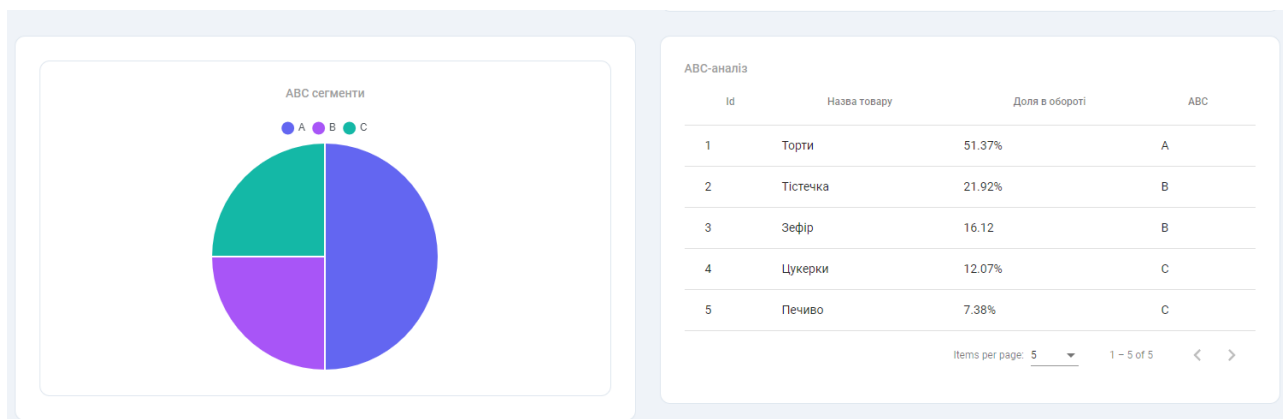 ABC сегменти
A B C
ABC-аналіз
Id Назва товару Доля в обороті ABC
1 Торти 51.37% A
2 Тістечка 21.92% B
3 Зефір 16.12 B
4 Цукерки 12.07% C
5 Печиво 7.38% C
Items per page: 5 1 – 5 of 5